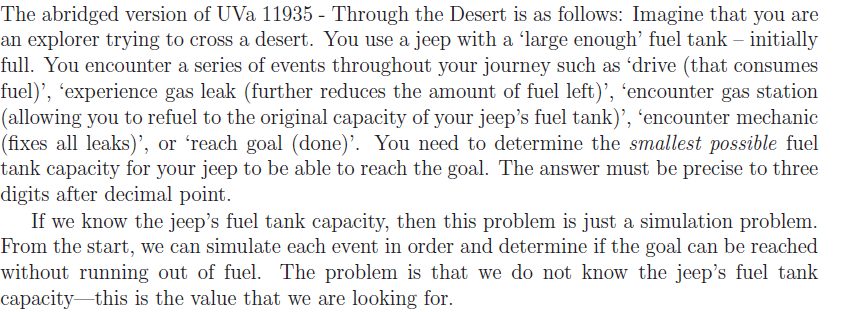 The abridged version of UVa 11935 - Through the Desert is as follows: Imagine that you are
an explorer trying to cross a desert. You use a jeep with a ‘large enough’ fuel tank – initially
full. You encounter a series of events throughout your journey such as ‘drive (that consumes
fuel)’, ‘experience gas leak (further reduces the amount of fuel left)’, ‘encounter gas station
(allowing you to refuel to the original capacity of your jeep’s fuel tank)’, ‘encounter mechanic
(fixes all leaks)’, or ‘reach goal (done)’. You need to determine the smallest possible fuel
tank capacity for your jeep to be able to reach the goal. The answer must be precise to three
digits after decimal point.
If we know the jeep’s fuel tank capacity, then this problem is just a simulation problem.
From the start, we can simulate each event in order and determine if the goal can be reached
without running out of fuel. The problem is that we do not know the jeep’s fuel tank
capacity—this is the value that we are looking for.